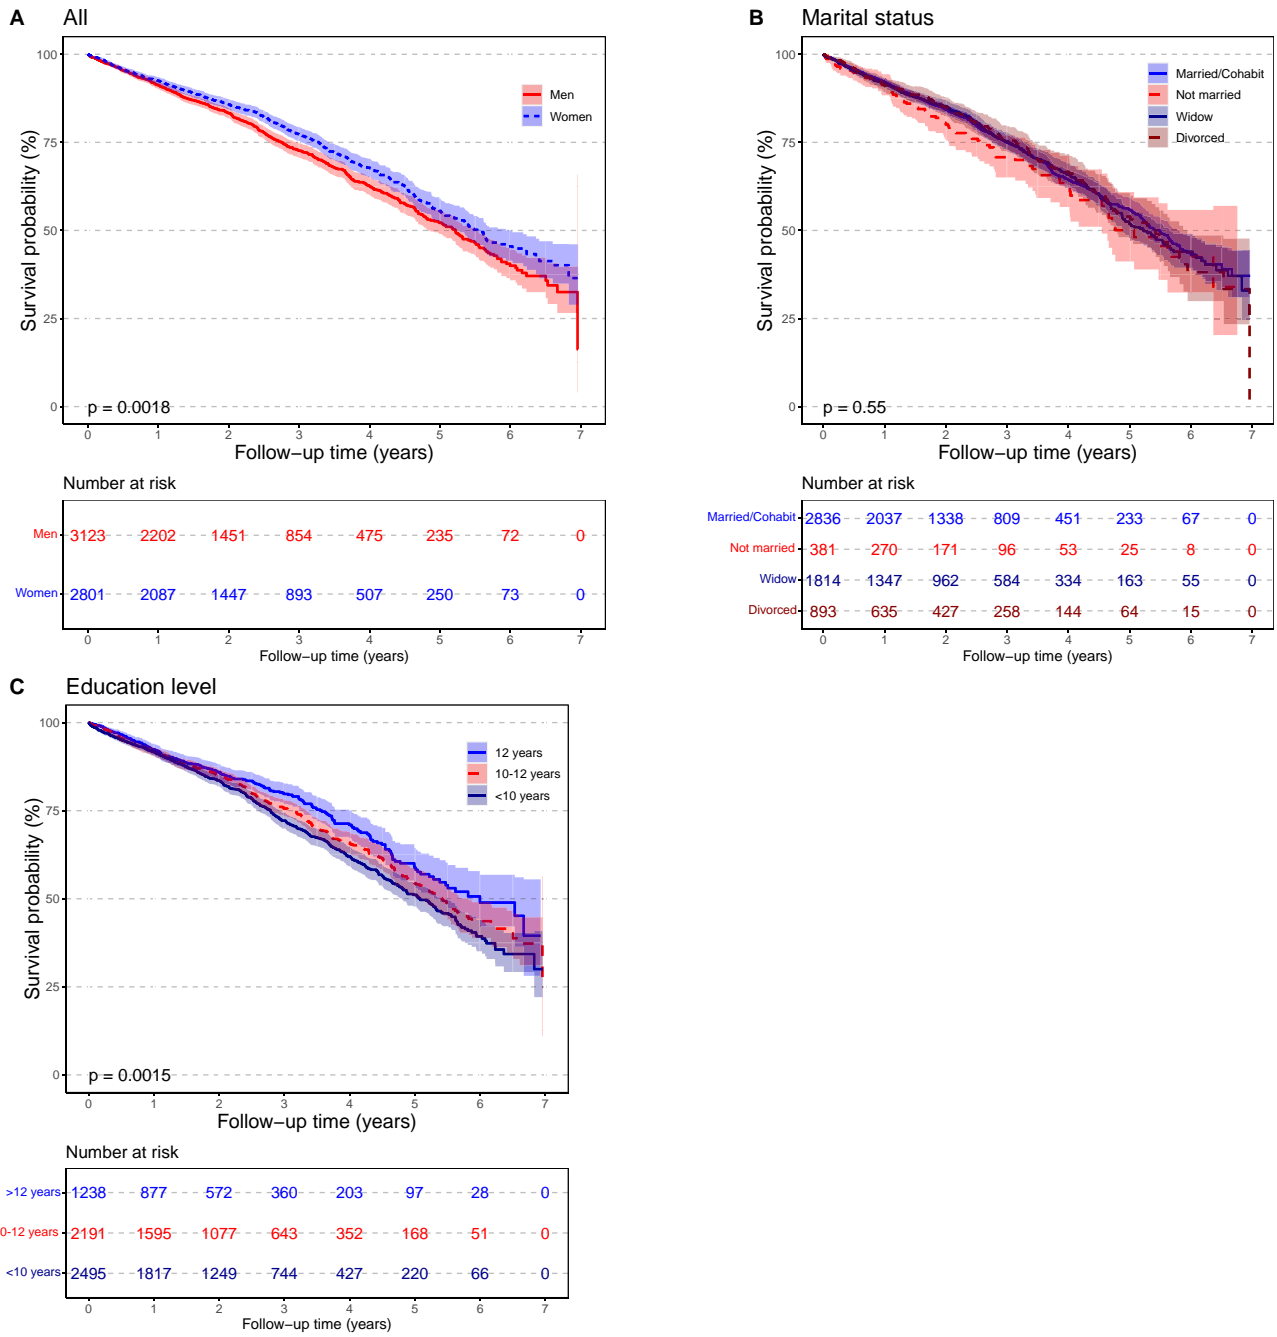 A All
Survival probability (%)
100
75
50
25
0
Men
Women
p = 0.0018
0 1 2 3 4 5 6 7
Follow−up time (years)
Number at risk
Men 3123 2202 1451 854 475 235 72 0
Women 2801 2087 1447 893 507 250 73 0
0 1 2 3 4 5 6 7
Follow−up time (years)
B Marital status
Survival probability (%)
100
75
50
25
0
Married/Cohabit
Not married
Widow
Divorced
p = 0.55
0 1 2 3 4 5 6 7
Follow−up time (years)
Number at risk
Married/Cohabit 2836 2037 1338 809 451 233 67 0
Not married 381 270 171 96 53 25 8 0
Widow 1814 1347 962 584 334 163 55 0
Divorced 893 635 427 258 144 64 15 0
0 1 2 3 4 5 6 7
Follow−up time (years)
C Education level
Survival probability (%)
100
75
50
25
0
12 years
10-12 years
<10 years
p = 0.0015
0 1 2 3 4 5 6 7
Follow−up time (years)
Number at risk
>12 years 1238 877 572 360 203 97 28 0
0-12 years 2191 1595 1077 643 352 168 51 0
<10 years 2495 1817 1249 744 427 220 66 0
0 1 2 3 4 5 6 7
Follow−up time (years)